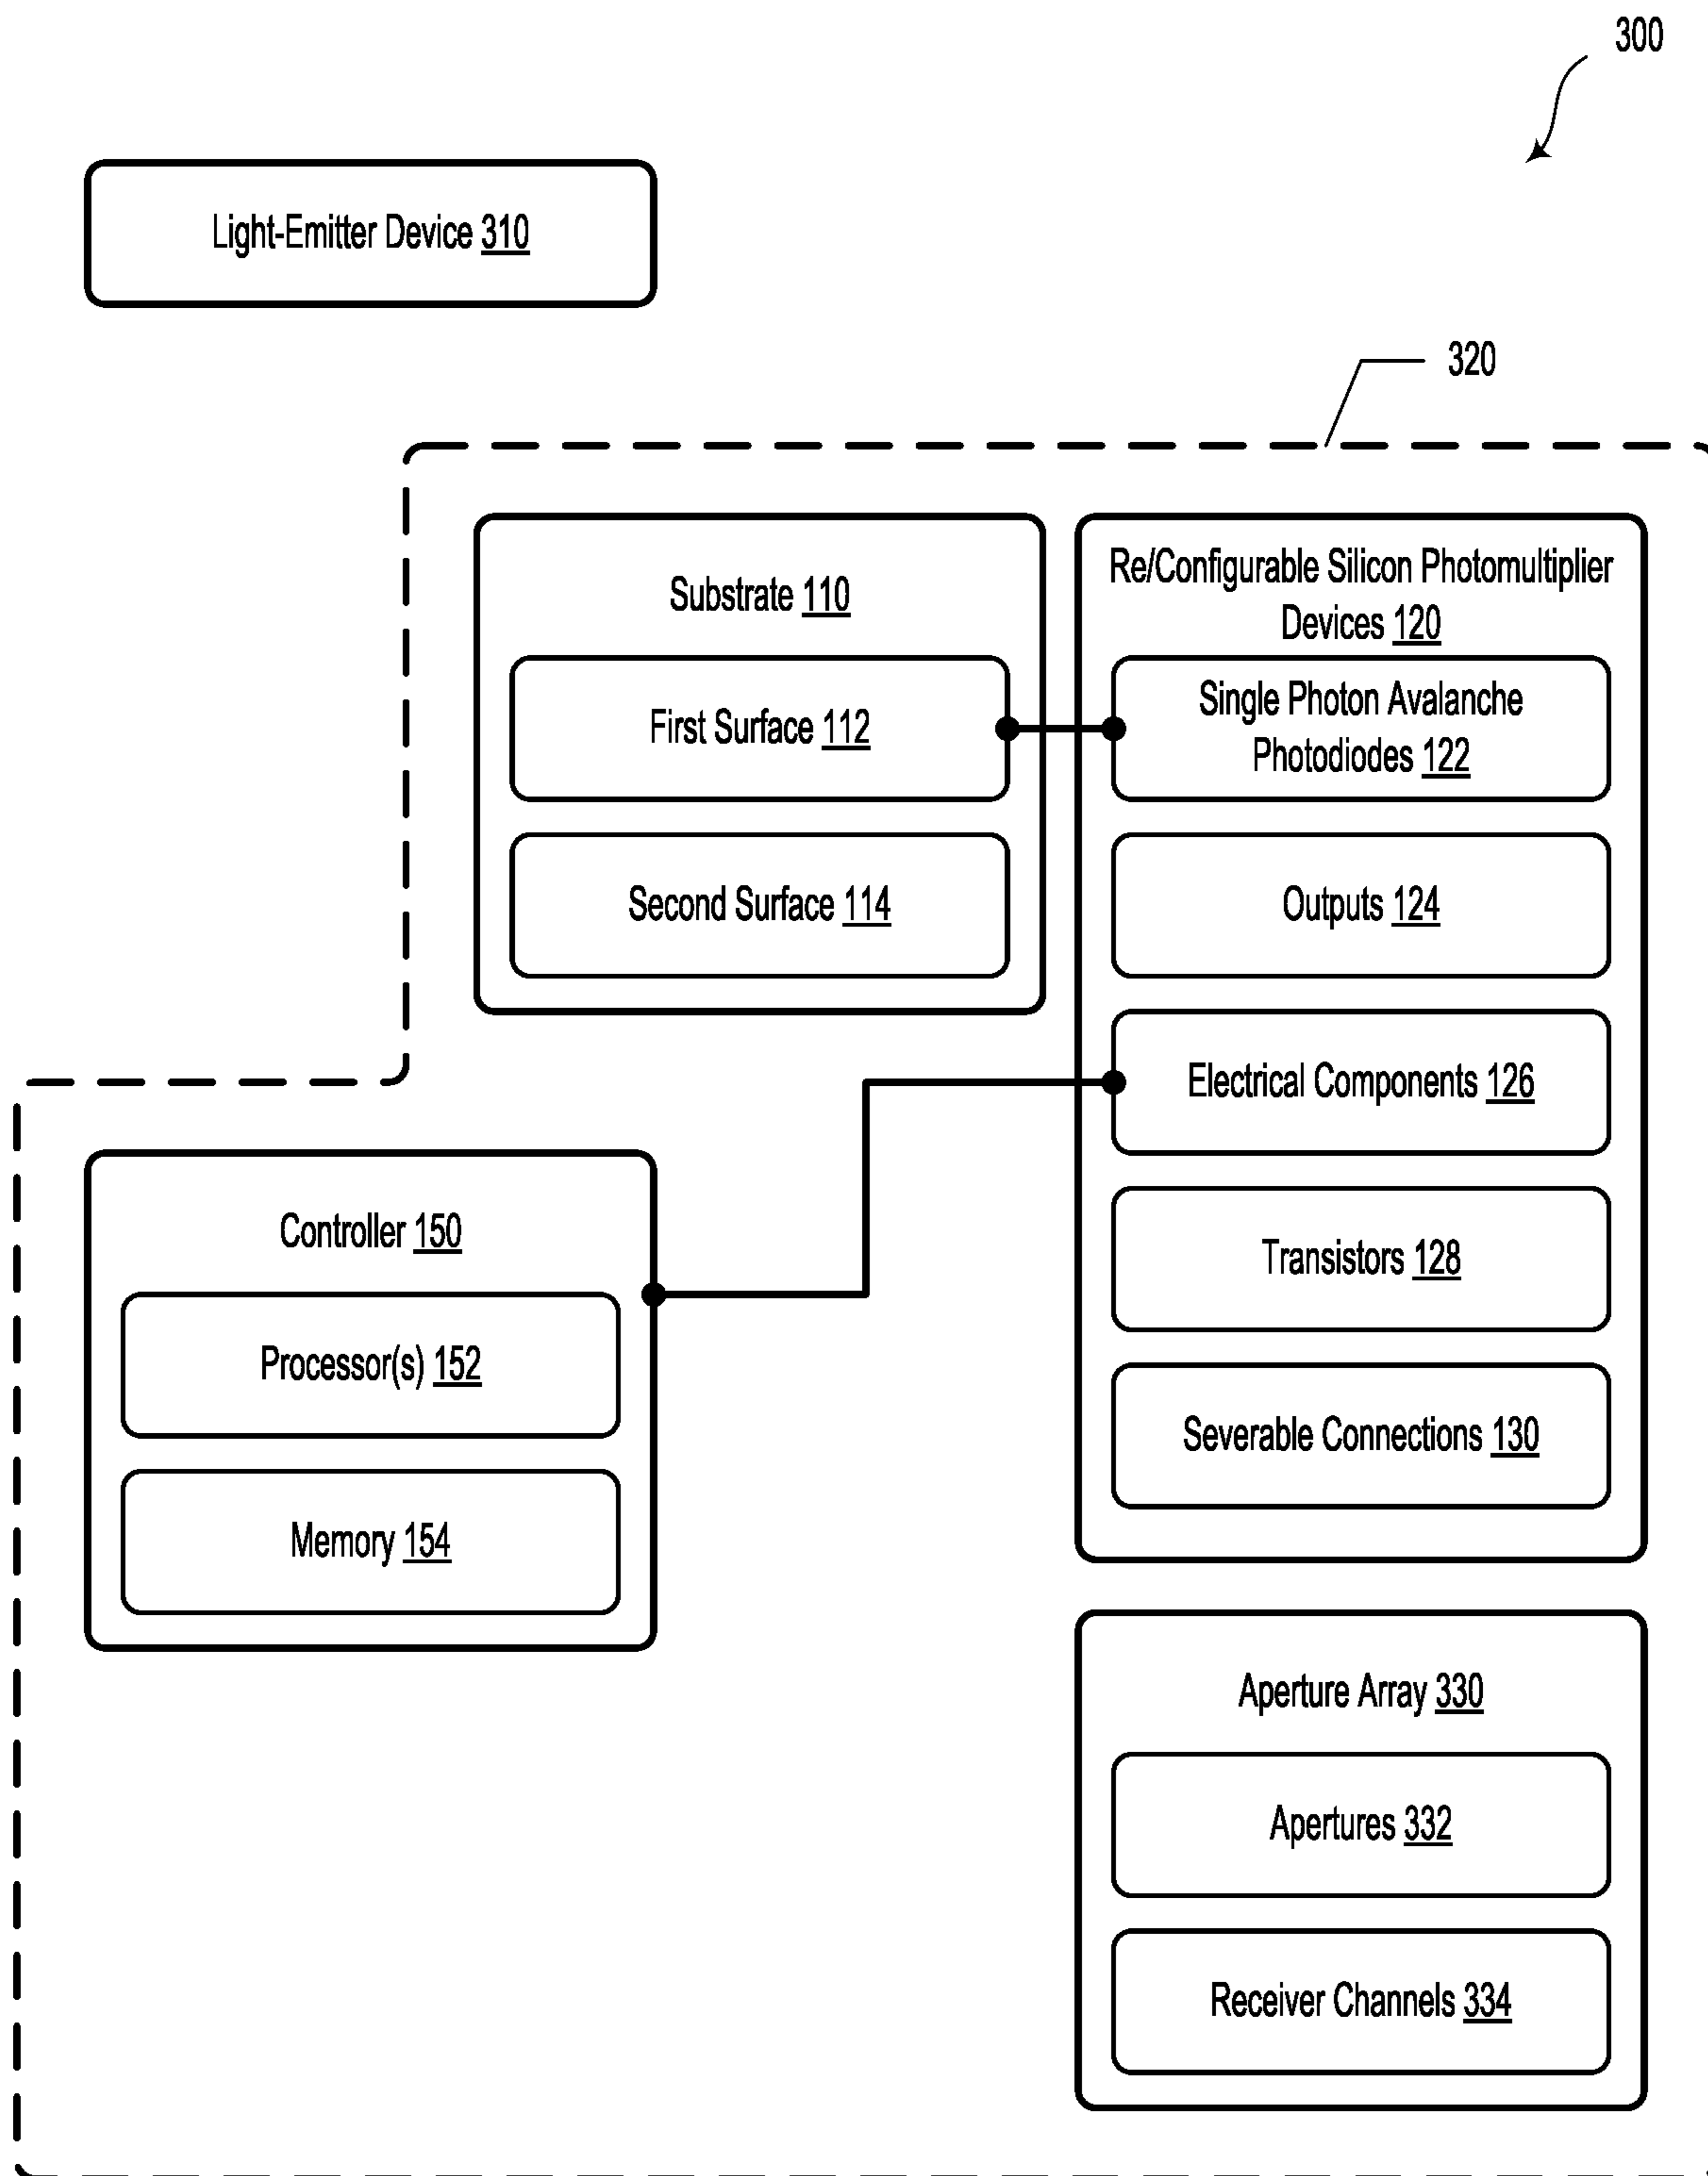 300
Light-Emitter Device 310
320
Substrate 110
First Surface 112
Second Surface 114
Re/Configurable Silicon Photomultiplier
Devices 120
Single Photon Avalanche
Photodiodes 122
Outputs 124
Electrical Components 126
Transistors 128
Severable Connections 130
Controller 150
Processor(s) 152
Memory 154
Aperture Array 330
Apertures 332
Receiver Channels 334